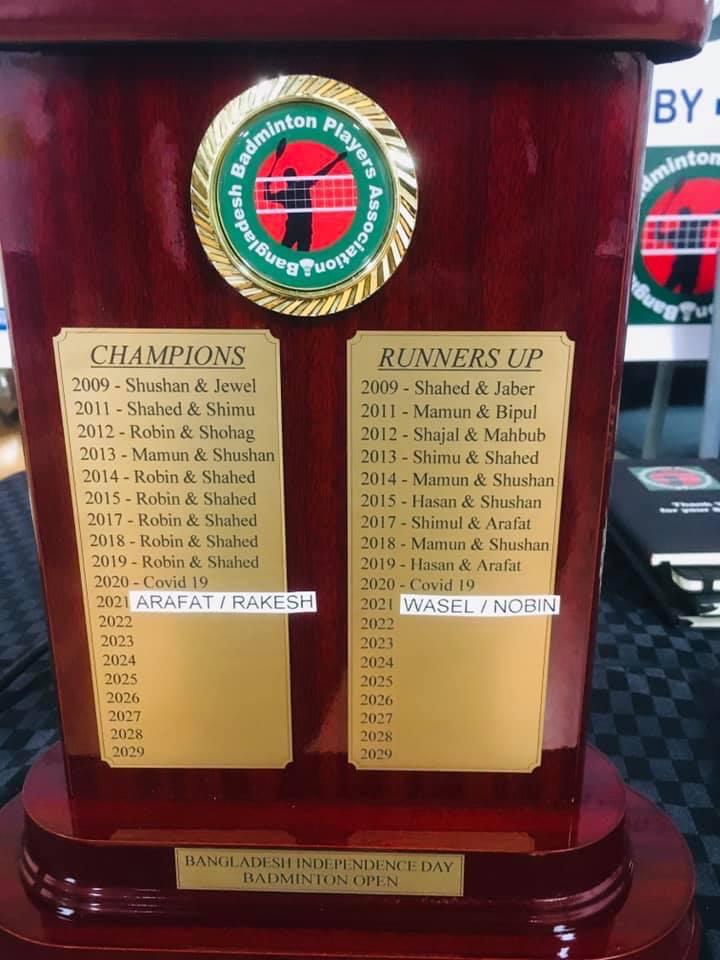 Bangladesh Badminton Players Association
BY
dminton
Bang
CHAMPIONS
2009 - Shushan & Jewel
2011 - Shahed & Shimu
2012 - Robin & Shohag
2013 - Mamun & Shushan
2014 - Robin & Shahed
2015 - Robin & Shahed
2017 - Robin & Shahed
2018 - Robin & Shahed
2019 - Robin & Shahed
2020 - Covid 19
2021 ARAFAT / RAKESH
2022
2023
2024
2025
2026
2027
2028
2029
RUNNERS UP
2009 - Shahed & Jaber
2011 - Mamun & Bipul
2012 - Shajal & Mahbub
2013 - Shimu & Shahed
2014 - Mamun & Shushan
2015 - Hasan & Shushan
2017 - Shimul & Arafat
2018 - Mamun & Shushan
2019 - Hasan & Arafat
2020 - Covid 19
2021 WASEL / NOBIN
2022
2023
2024
2025
2026
2027
2028
2029
Thank
for your
BANGLADESH INDEPENDENCE DAY
BADMINTON OPEN